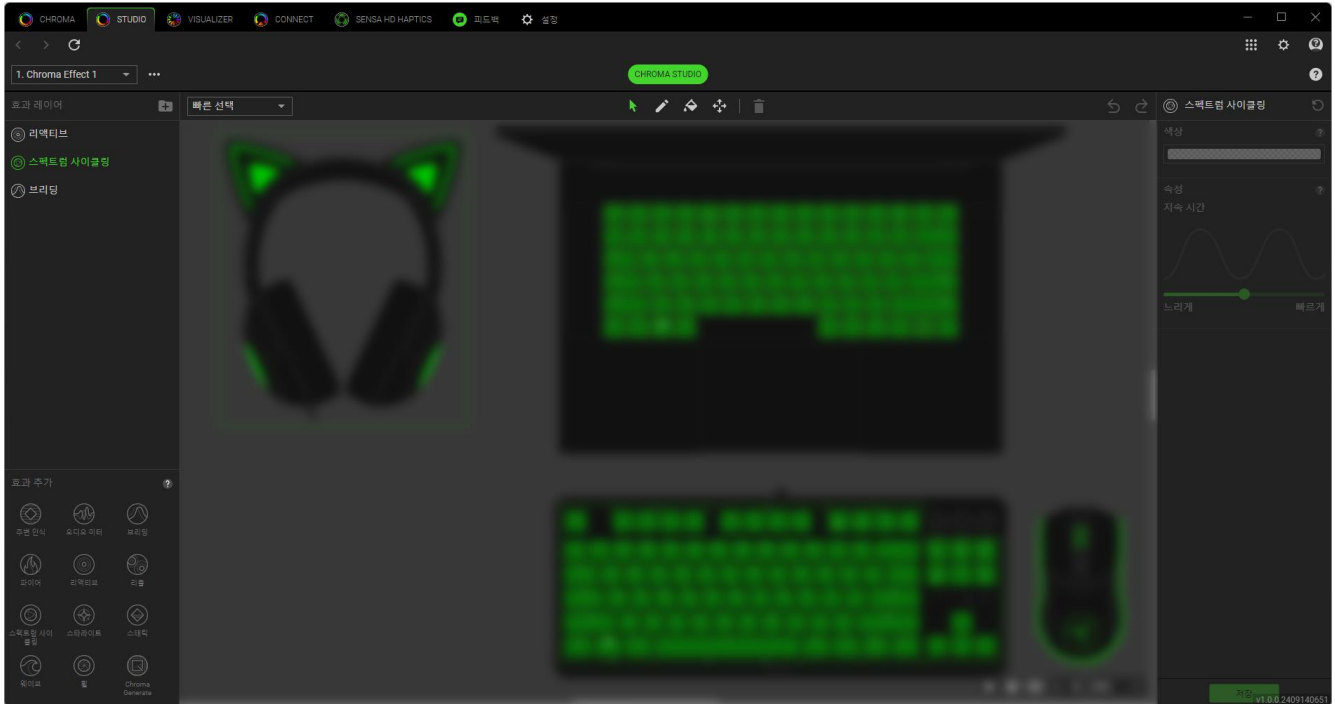 CHROMA
STUDIO
VISUALIZER
CONNECT
SENSA HD HAPTICS
피드백
설정
1. Chroma Effect 1
CHROMA STUDIO
효과 레이어
빠른 선택
스펙트럼 사이클링
리액티브
스펙트럼 사이클링
브리딩
색상
속성
지속 시간
느리게
빠르게
효과 추가
주변 인식
오디오 미터
브리딩
파이어
리액티브
리플
스펙트럼 사이
클링
스타라이트
스태틱
웨이브
휠
Chroma
Generate
저장
v1.0.0.2409140651